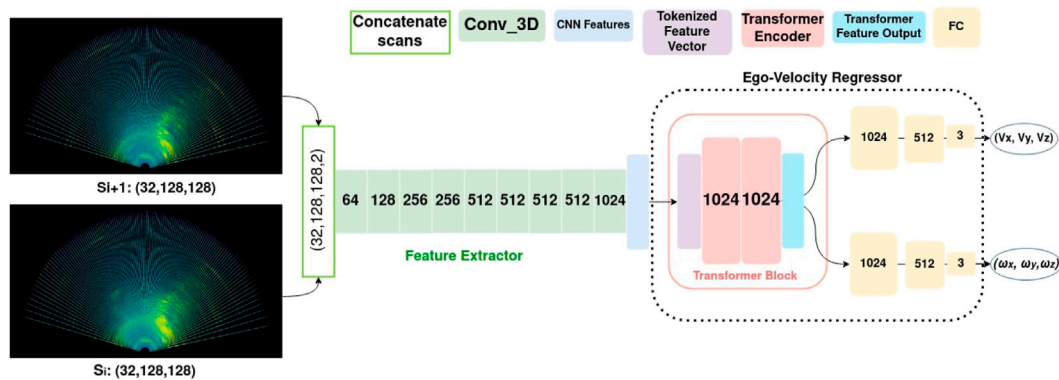 Concatenate
scans
Conv_3D
CNN Features
Tokenized
Feature
Vector
Transformer
Encoder
Transformer
Feature Output
FC
Si+1: (32,128,128)
Si: (32,128,128)
(32,128,128,2)
64
128
256
256
512
512
512
512
1024
Feature Extractor
Ego-Velocity Regressor
1024
1024
Transformer Block
1024
512
3
(Vx, Vy, Vz)
1024
512
3
(ωx, ωy,ωz)